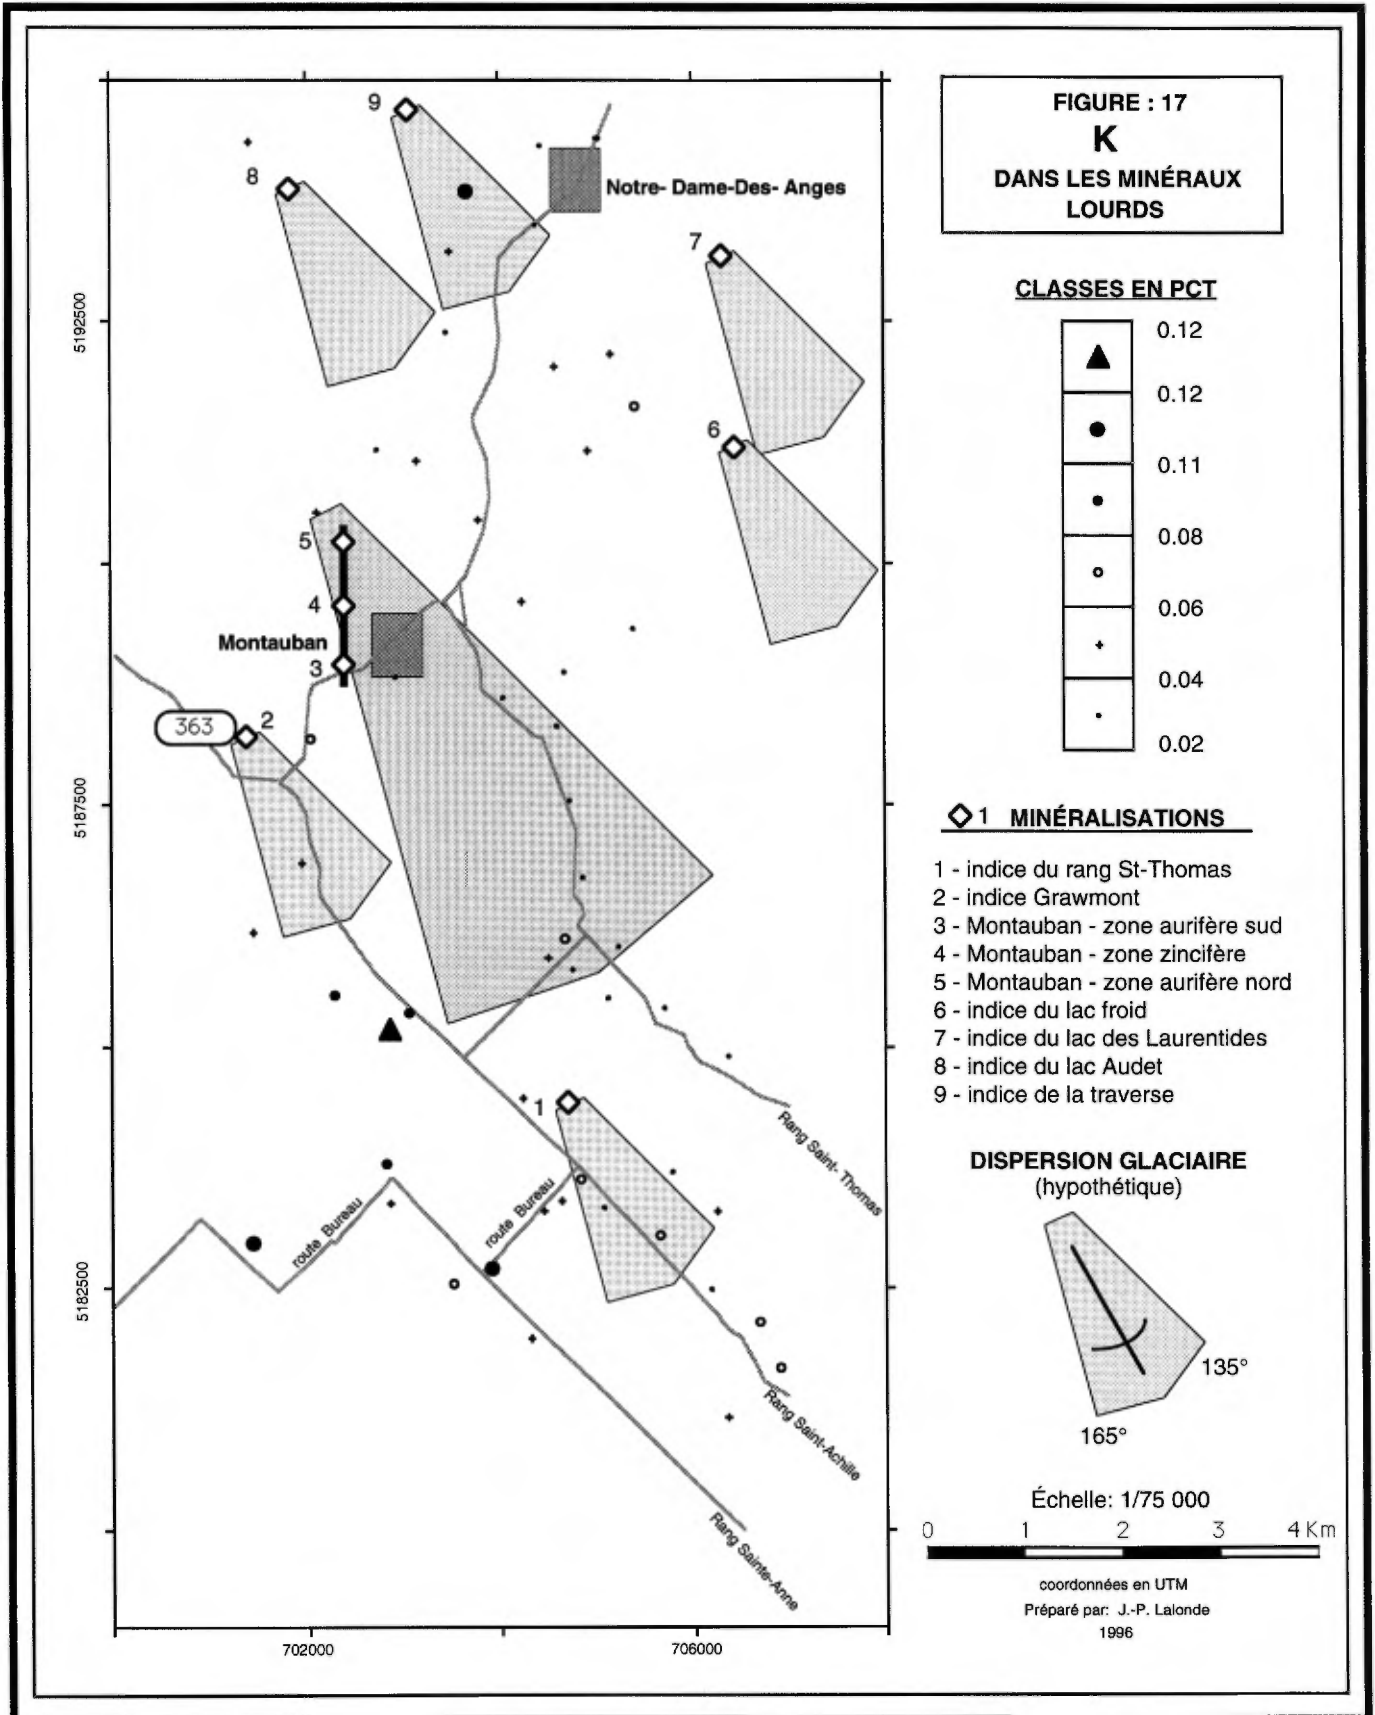 FIGURE : 17
K
DANS LES MINÉRAUX
LOURDS
CLASSES EN PCT
0.12
0.12
0.11
0.08
0.06
0.04
0.02
1 MINÉRALISATIONS
1 - indice du rang St-Thomas
2 - indice Grawmont
3 - Montauban - zone aurifère sud
4 - Montauban - zone zincifère
5 - Montauban - zone aurifère nord
6 - indice du lac froid
7 - indice du lac des Laurentides
8 - indice du lac Audet
9 - indice de la traverse
DISPERSION GLACIAIRE
(hypothétique)
135°
165°
Échelle: 1/75 000
0 1 2 3 4 Km
coordonnées en UTM
Préparé par: J.-P. Lalonde
1996
9
8
Notre- Dame-Des- Anges
7
6
5
4
Montauban
3
363
2
1
Rang Saint- Thomas
route Bureau
route Bureau
Rang Saint-Achille
Rang Sainte-Anne
5192500
5187500
5182500
702000
706000